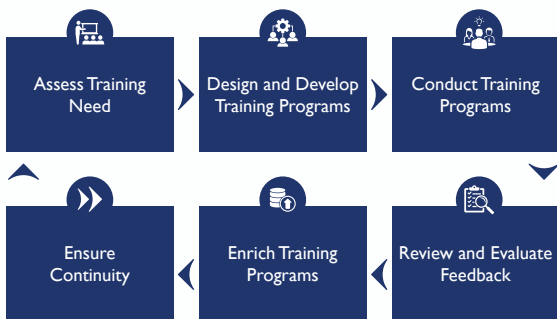 Assess Training
Need
Design and Develop
Training Programs
Conduct Training
Programs
Review and Evaluate
Feedback
Enrich Training
Programs
Ensure
Continuity